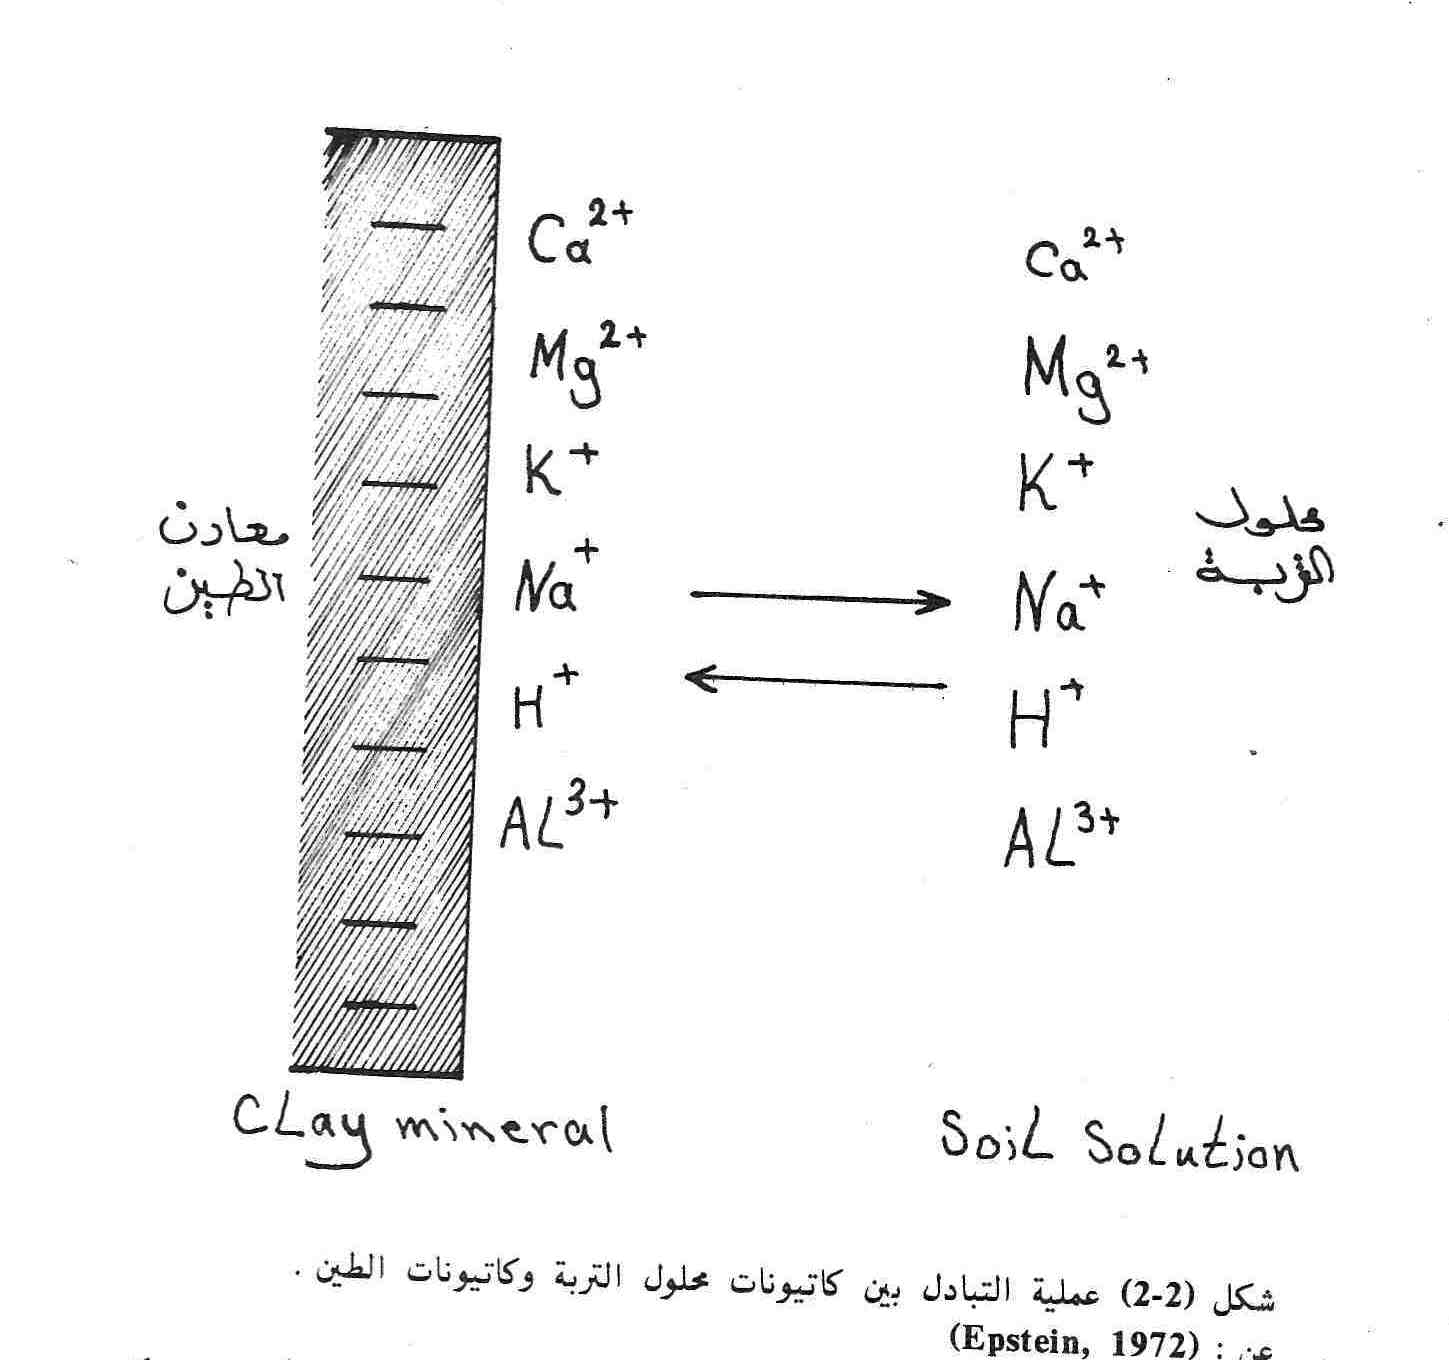 Ca²⁺
Mg²⁺
K⁺
Na⁺
H⁺
AL³⁺
Ca²⁺
Mg²⁺
K⁺
Na⁺
H⁺
AL³⁺
معادن
الطين
محلول
التربة
CLay mineral
SoiL Solution
شكل (2-2) عملية التبادل بين كاتيونات محلول التربة وكاتيونات الطين .
عن : (Epstein, 1972)